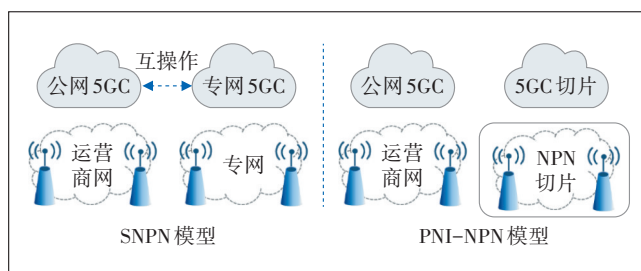 互操作
公网5GC
专网5GC
公网5GC
5GC切片
运营
商网
专网
运营
商网
NPN
切片
SNPN模型
PNI-NPN模型